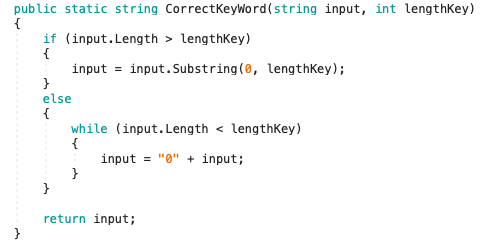 public static string CorrectKeyWord(string input, int lengthKey)
{
    if (input.Length > lengthKey)
    {
        input = input.Substring(0, lengthKey);
    }
    else
    {
        while (input.Length < lengthKey)
        {
            input = "0" + input;
        }
    }

    return input;
}